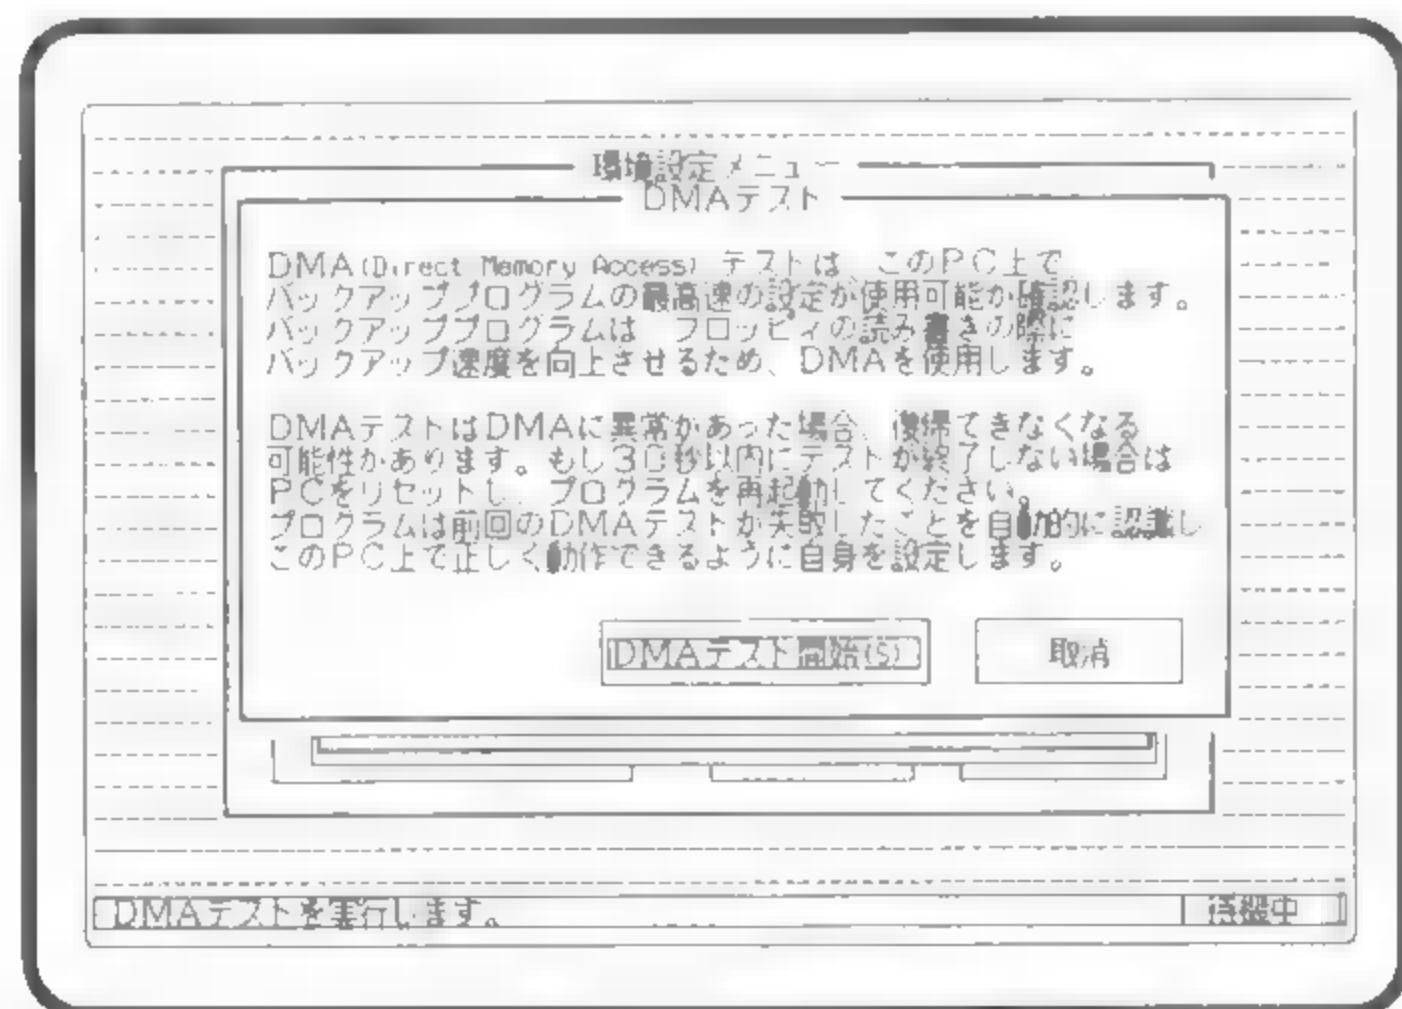 環境設定メニュー
DMAテスト
DMA(Direct Memory Access) テストは、このPC上で
バックアッププログラムの最高速の設定が使用可能か確認します。
バックアッププログラムは、フロッピィの読み書きの際に
バックアップ速度を向上させるため、DMAを使用します。
DMAテストはDMAに異常があった場合、復帰できなくなる
可能性があります。もし30秒以内にテストが終了しない場合は
PCをリセットし、プログラムを再起動してください。
プログラムは前回のDMAテストが失敗したことを自動的に認識し
このPC上で正しく動作できるように自身を設定します。
DMAテスト開始(S)
取消
DMAテストを実行します。
待機中